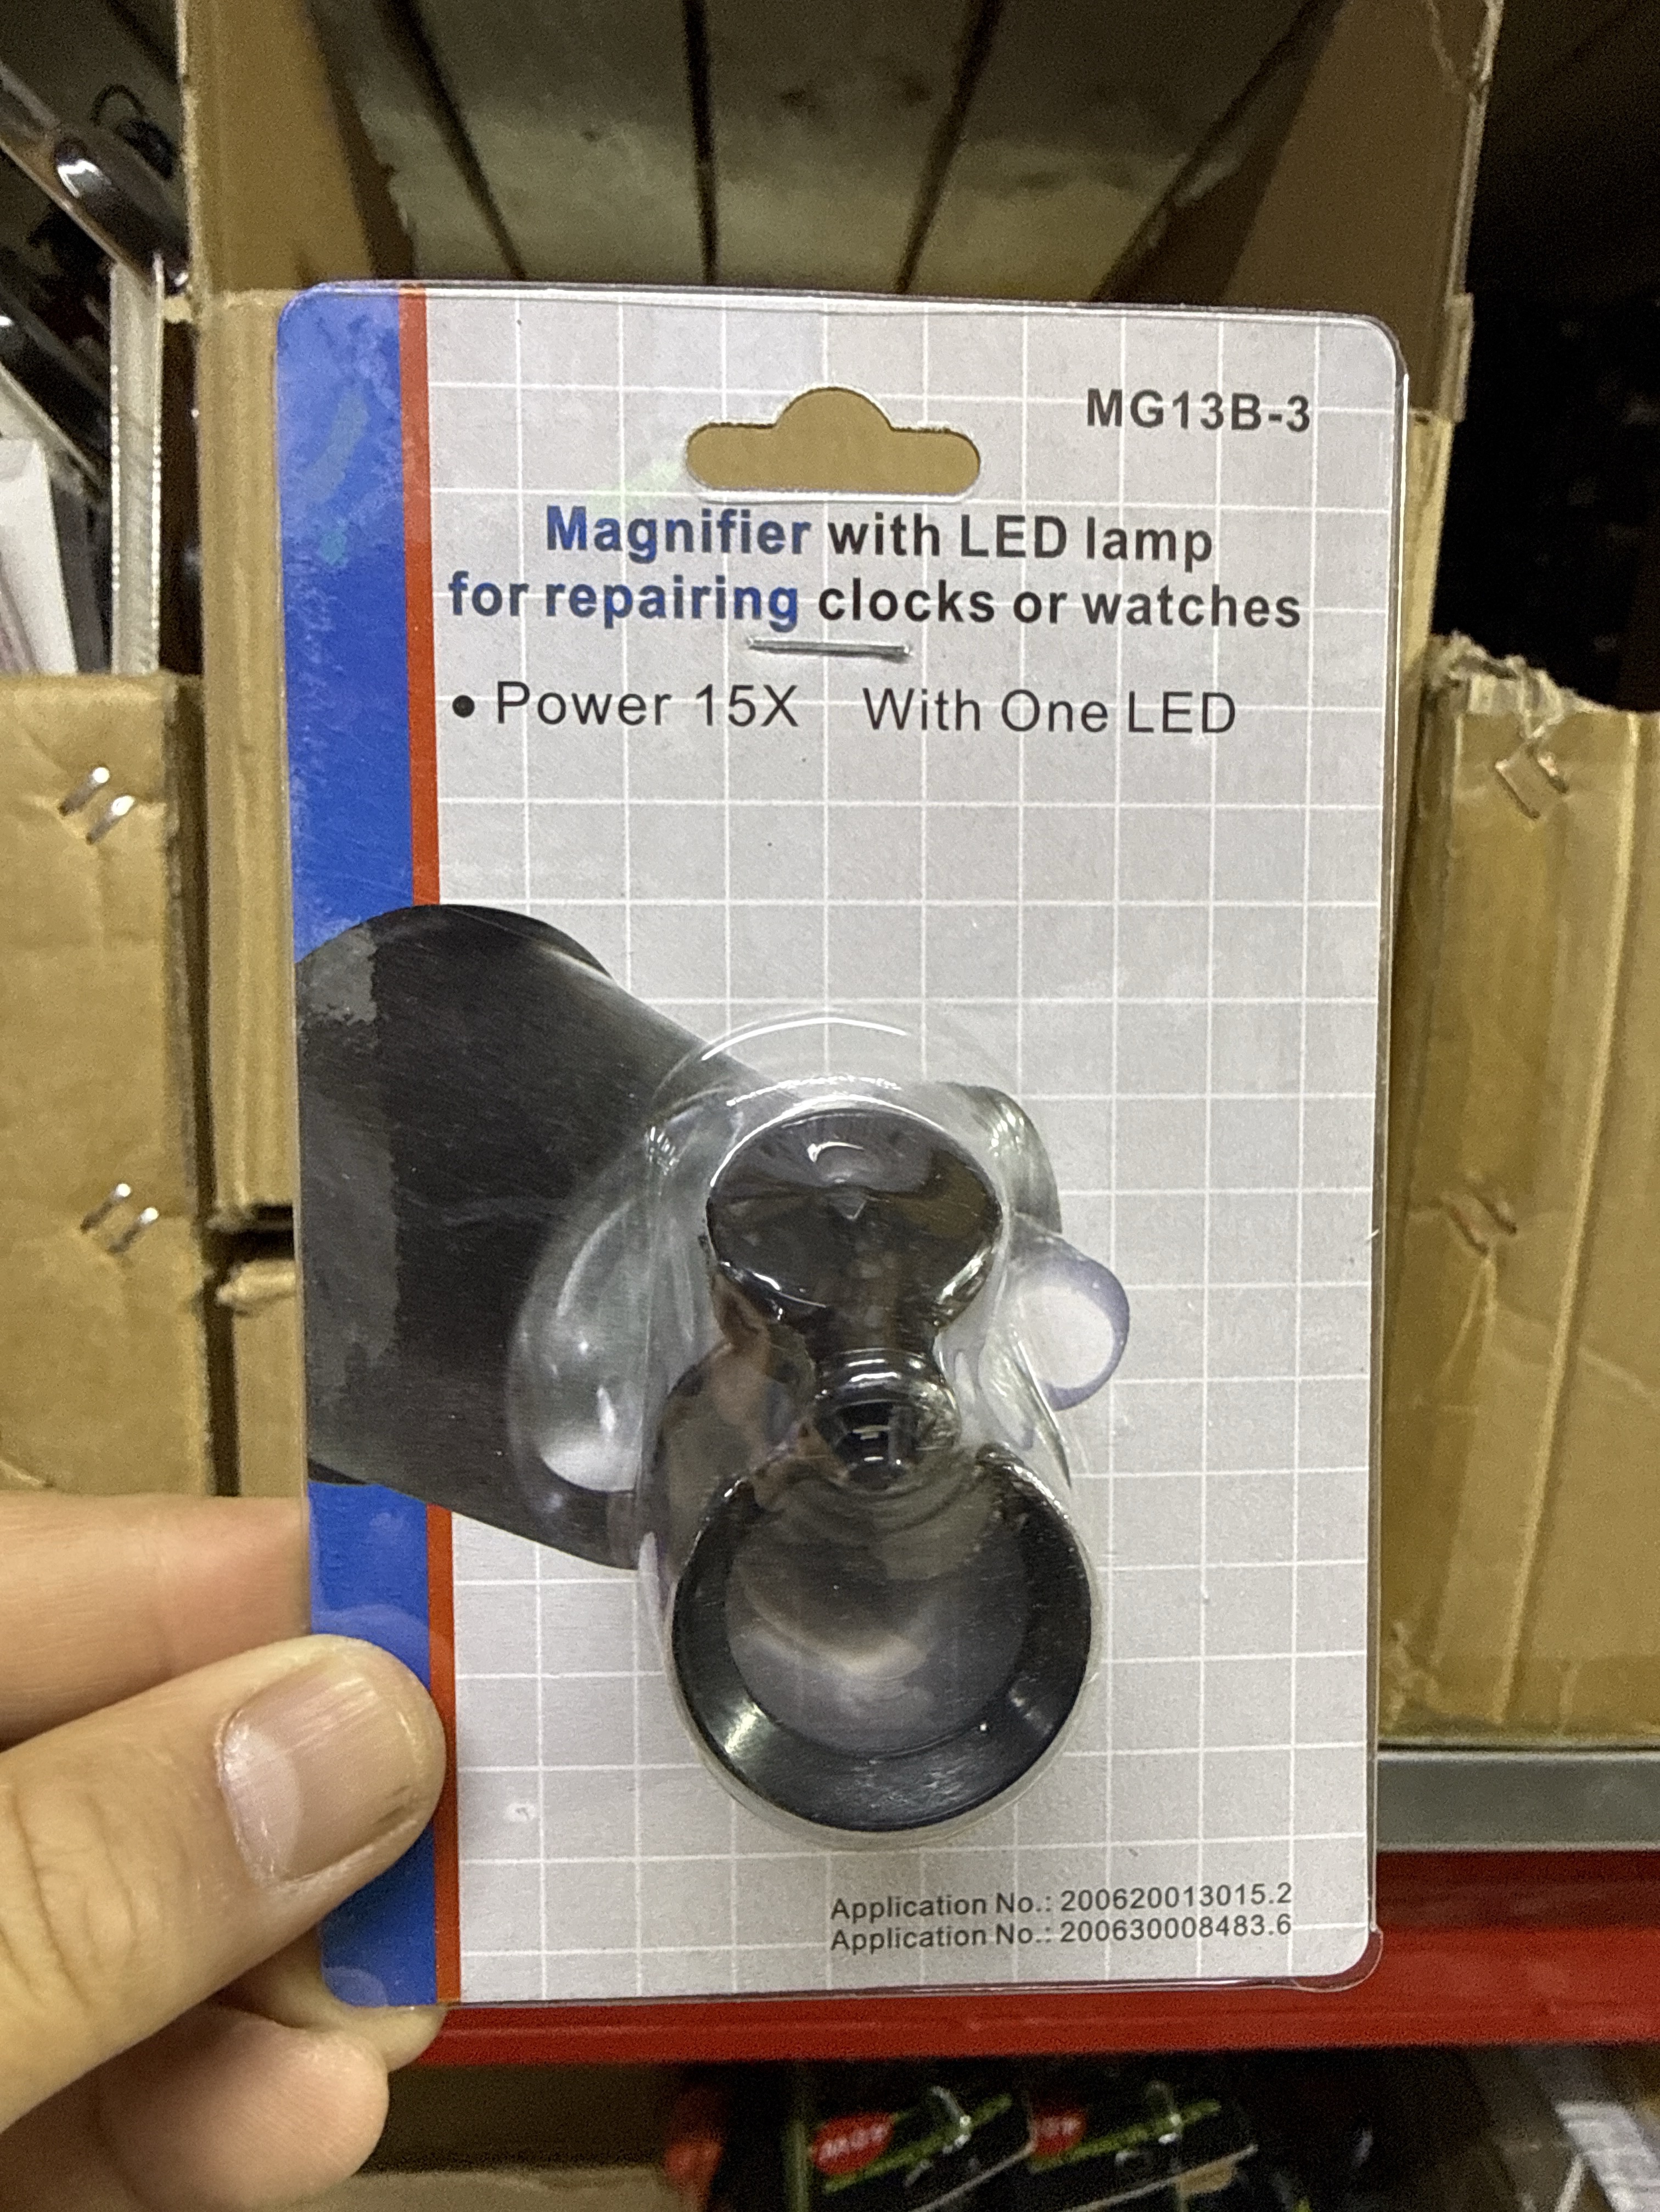 MG13B-3
Magnifier with LED lamp
for repairing clocks or watches
• Power 15X With One LED
Application No.: 200620013015.2
Application No.: 200630008483.6